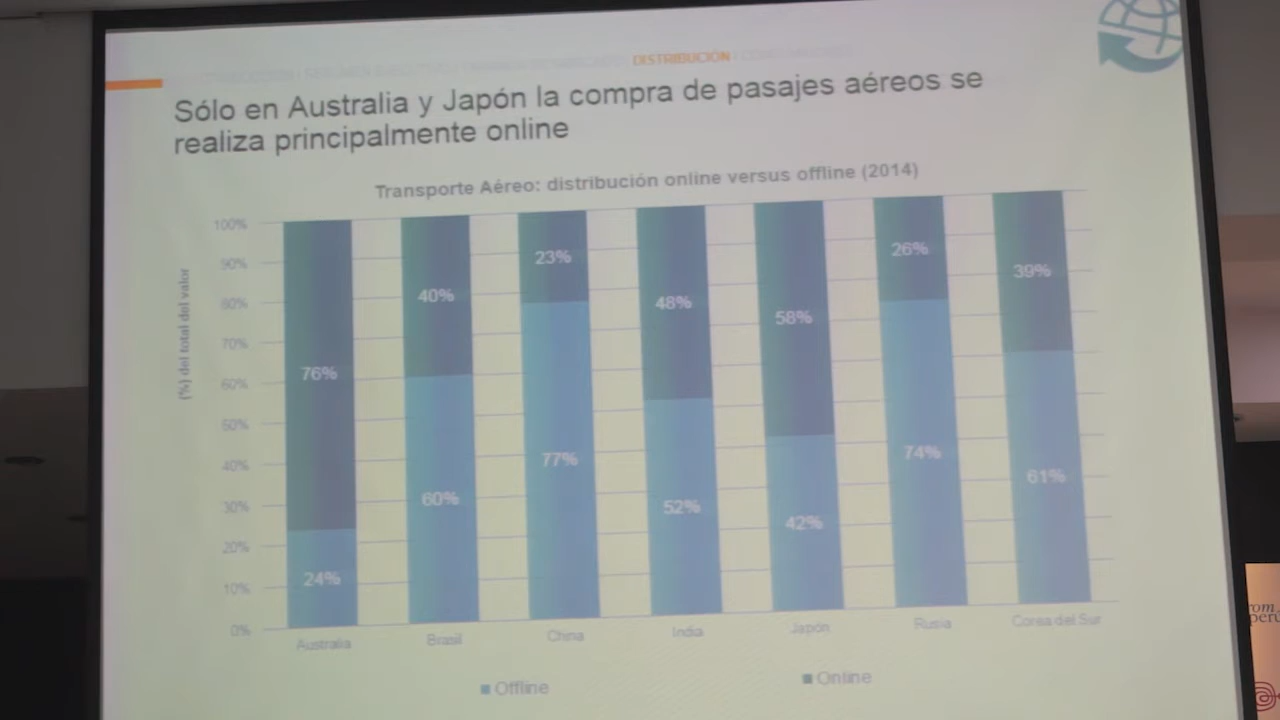 DISTRIBUCIÓN
Sólo en Australia y Japón la compra de pasajes aéreos se
realiza principalmente online
Transporte Aéreo: distribución online versus offline (2014)
(%) del total del valor
100%
90%
80%
70%
60%
50%
40%
30%
20%
10%
0%
76% 40% 23% 48% 58% 26% 39%
24% 60% 77% 52% 42% 74% 61%
Australia Brasil China India Japón Rusia Corea del Sur
Offline Online